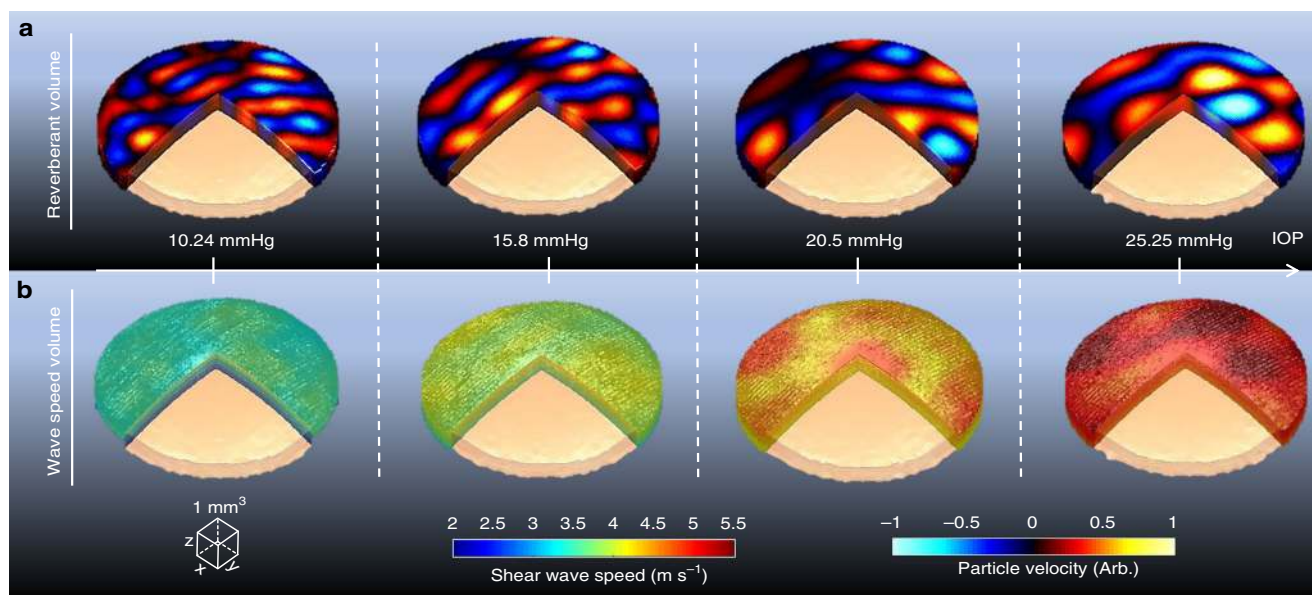 a
Reverberant volume
10.24 mmHg
15.8 mmHg
20.5 mmHg
25.25 mmHg
IOP
b
Wave speed volume
1 mm³
z
x
y
2 2.5 3 3.5 4 4.5 5 5.5
Shear wave speed (m s⁻¹)
−1 −0.5 0 0.5 1
Particle velocity (Arb.)